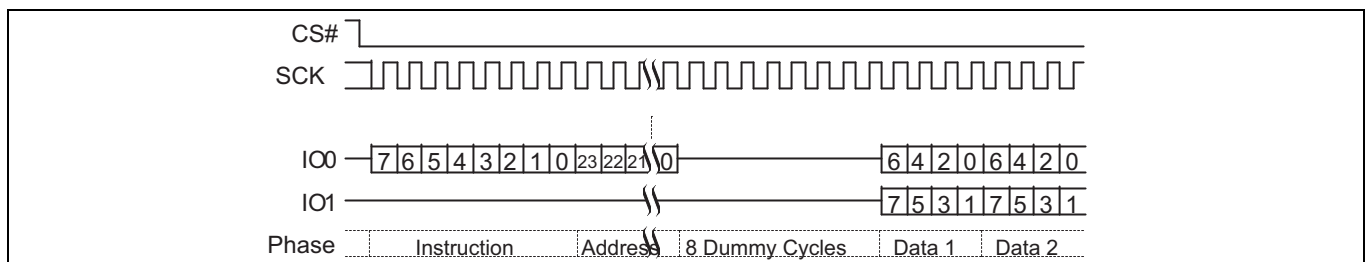 CS#
SCK
IO0 7 6 5 4 3 2 1 0 23 22 21 0 6 4 2 0 6 4 2 0
IO1 7 5 3 1 7 5 3 1
Phase Instruction Address 8 Dummy Cycles Data 1 Data 2